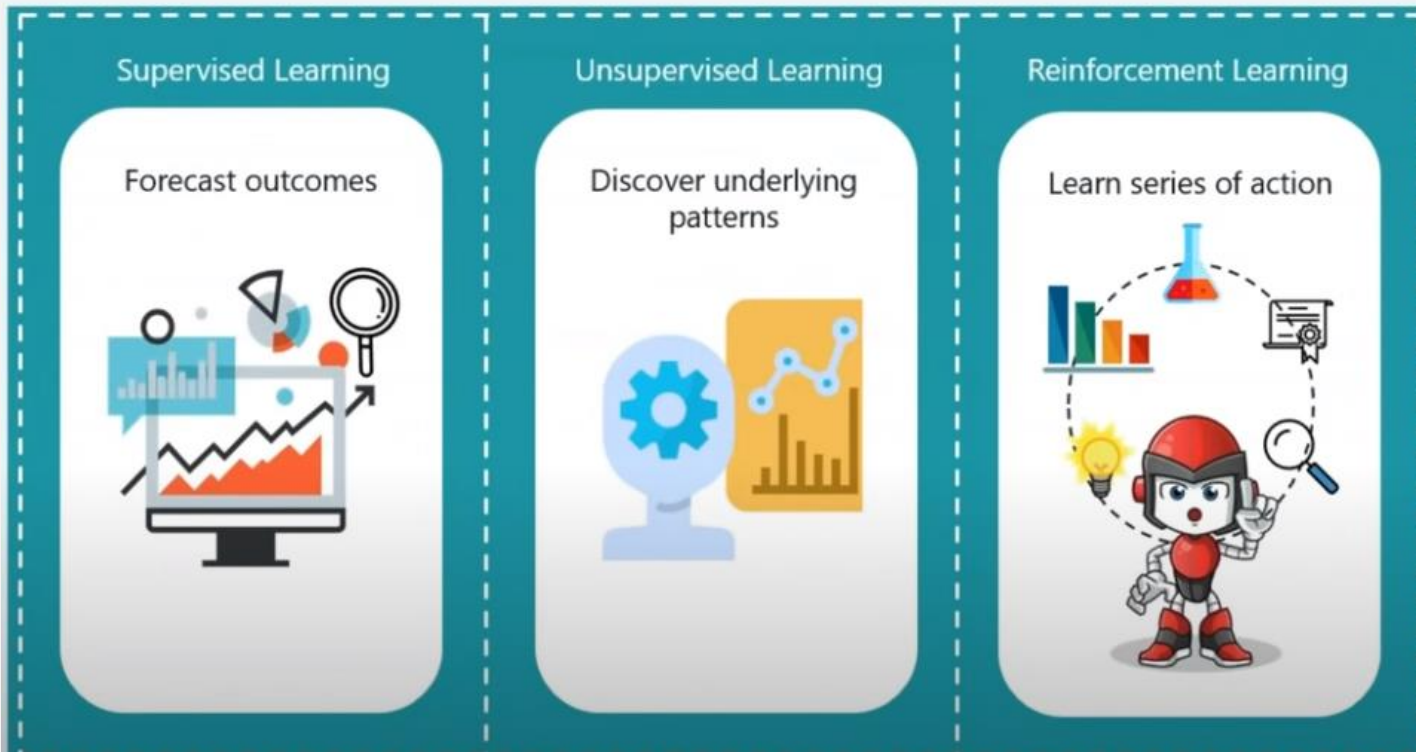 Supervised Learning
Forecast outcomes
Unsupervised Learning
Discover underlying
patterns
Reinforcement Learning
Learn series of action